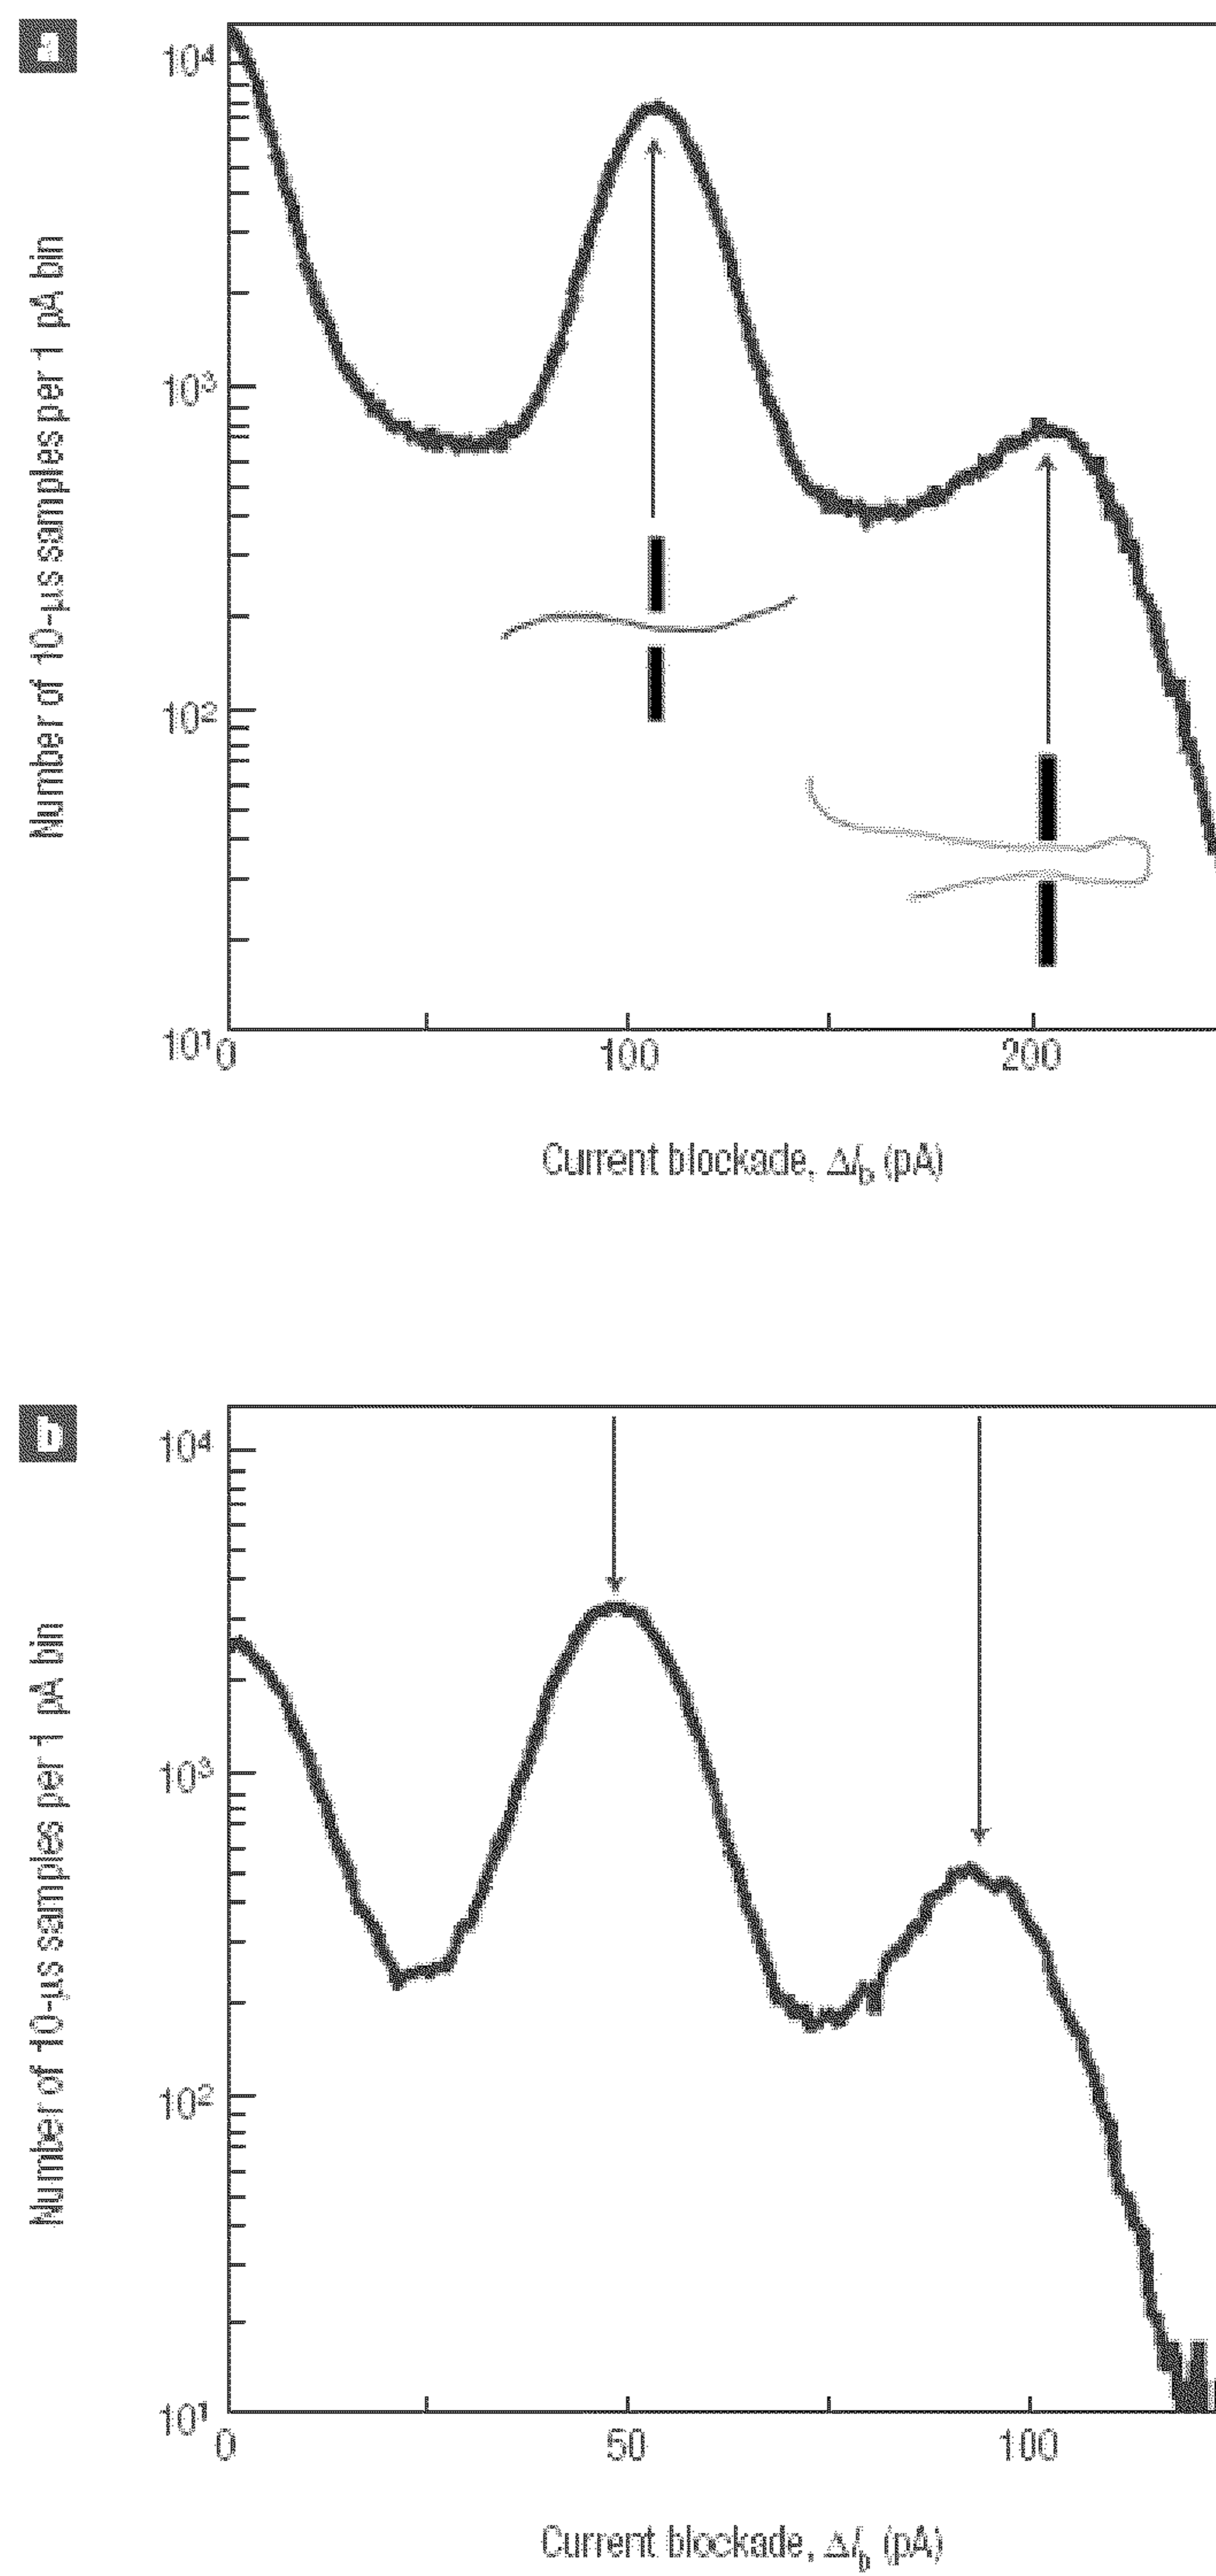 a
Number of 10-µs samples per 1 pA bin
10⁴
10³
10²
10¹
0
100
200
Current blockade, ΔI_b (pA)
b
Number of 10-µs samples per 1 pA bin
10⁴
10³
10²
10¹
0
50
100
Current blockade, ΔI_b (pA)